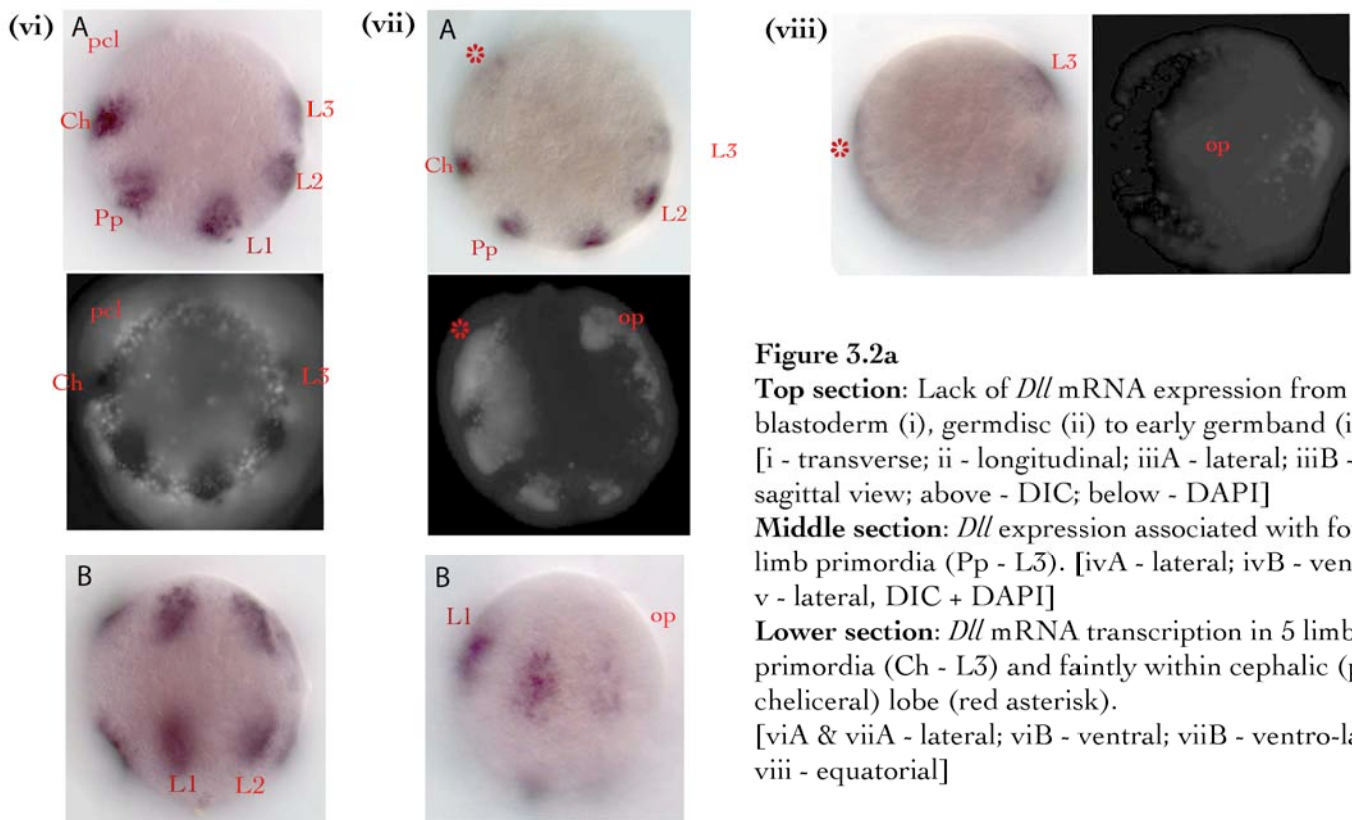 (vi)
A
pcl
Ch
Pp
L1
L2
L3
pcl
Ch
L3
B
L1
L2
(vii)
A
Ch
Pp
L2
L3
op
B
L1
op
(viii)
L3
op
Figure 3.2a
Top section: Lack of Dll mRNA expression from
blastoderm (i), germdisc (ii) to early germband (i
[i - transverse; ii - longitudinal; iiiA - lateral; iiiB -
sagittal view; above - DIC; below - DAPI]
Middle section: Dll expression associated with fo
limb primordia (Pp - L3). [ivA - lateral; ivB - ven
v - lateral, DIC + DAPI]
Lower section: Dll mRNA transcription in 5 limb
primordia (Ch - L3) and faintly within cephalic (p
cheliceral) lobe (red asterisk).
[viA & viiA - lateral; viB - ventral; viiB - ventro-la
viii - equatorial]